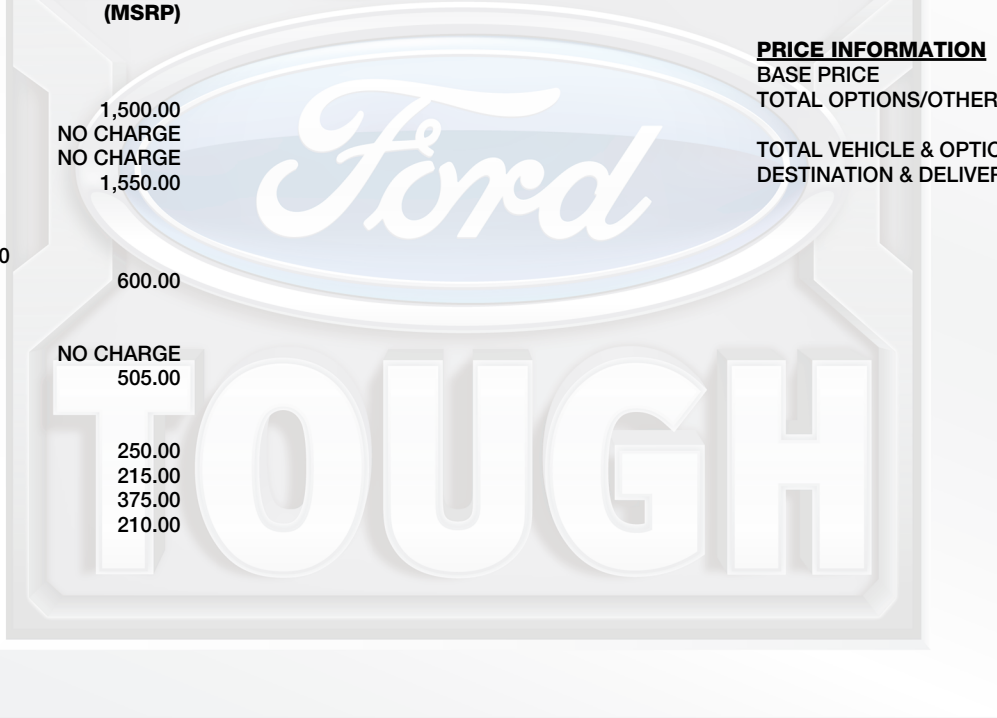 (MSRP)
1,500.00
NO CHARGE
NO CHARGE
1,550.00
0
600.00
NO CHARGE
505.00
250.00
215.00
375.00
210.00
PRICE INFORMATION
BASE PRICE
TOTAL OPTIONS/OTHER
TOTAL VEHICLE & OPTIO
DESTINATION & DELIVER
Ford
TOUGH